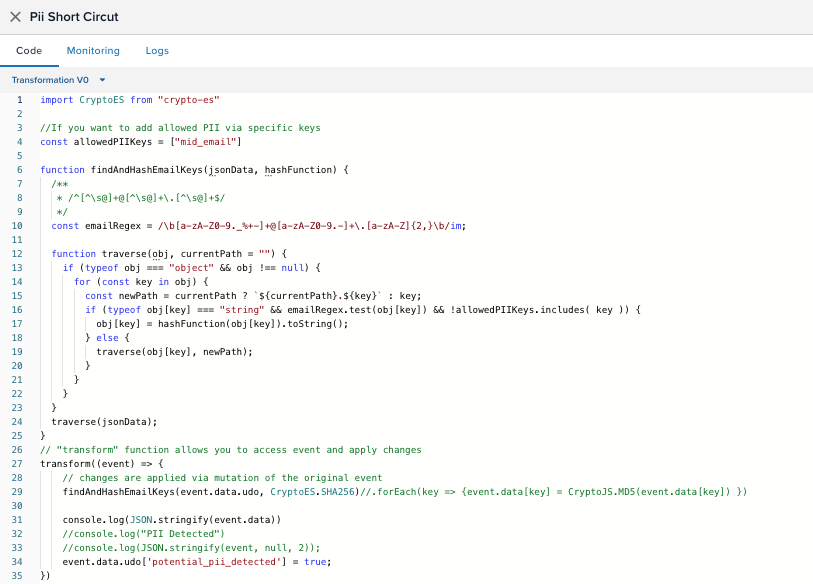 Pii Short Circut
Code Monitoring Logs
Transformation V0
1 import CryptoES from "crypto-es"
2
3 //If you want to add allowed PII via specific keys
4 const allowedPIIKeys = ["mid_email"]
5
6 function findAndHashEmailKeys(jsonData, hashFunction) {
7 /**
8 * /^[^\s@]+@[^\s@]+\.[^\s@]+$/
9 */
10 const emailRegex = /\b[a-zA-Z0-9._%+-]+@[a-zA-Z0-9.-]+\.[a-zA-Z]{2,}\b/im;
11
12 function traverse(obj, currentPath = "") {
13 if (typeof obj === "object" && obj !== null) {
14 for (const key in obj) {
15 const newPath = currentPath ? `${currentPath}.${key}` : key;
16 if (typeof obj[key] === "string" && emailRegex.test(obj[key]) && !allowedPIIKeys.includes( key )) {
17 obj[key] = hashFunction(obj[key]).toString();
18 } else {
19 traverse(obj[key], newPath);
20 }
21 }
22 }
23 }
24 traverse(jsonData);
25 }
26 // "transform" function allows you to access event and apply changes
27 transform((event) => {
28 // changes are applied via mutation of the original event
29 findAndHashEmailKeys(event.data.udo, CryptoES.SHA256)//.forEach(key => {event.data[key] = CryptoJS.MD5(event.data[key]) })
30
31 console.log(JSON.stringify(event.data))
32 //console.log("PII Detected")
33 //console.log(JSON.stringify(event, null, 2));
34 event.data.udo['potential_pii_detected'] = true;
35 })